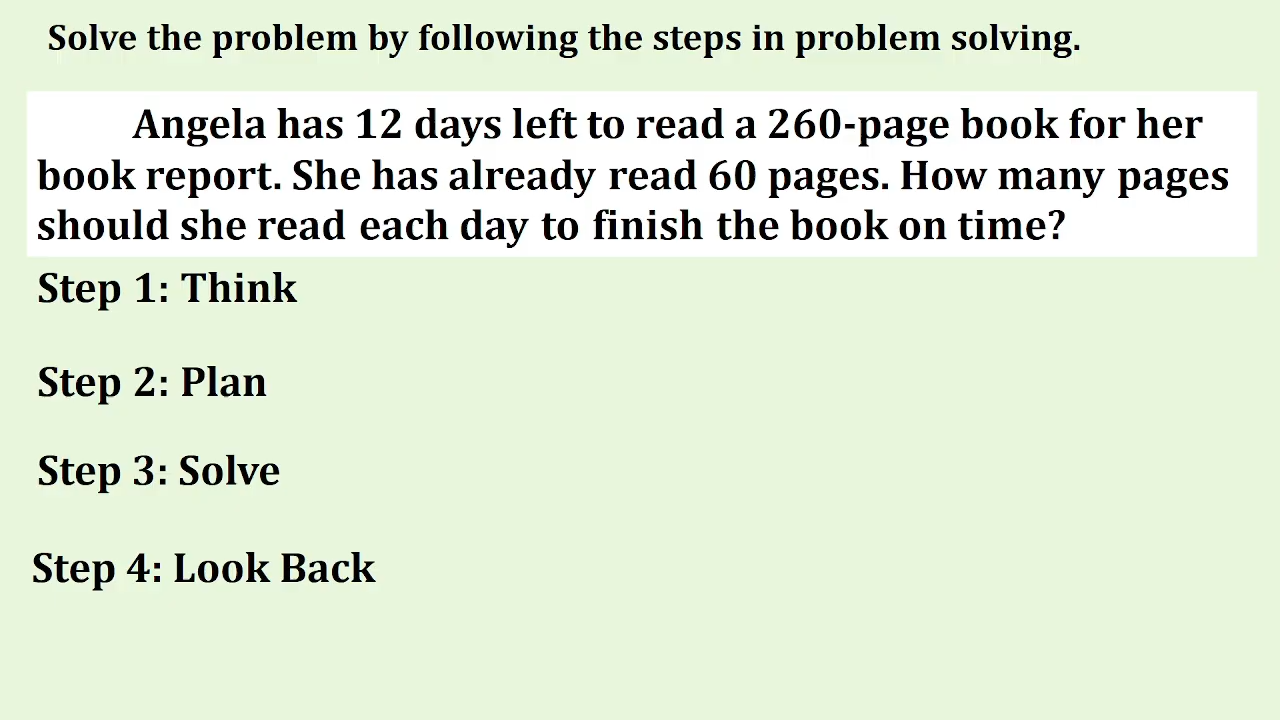 Solve the problem by following the steps in problem solving.
Angela has 12 days left to read a 260-page book for her
book report. She has already read 60 pages. How many pages
should she read each day to finish the book on time?
Step 1: Think
Step 2: Plan
Step 3: Solve
Step 4: Look Back